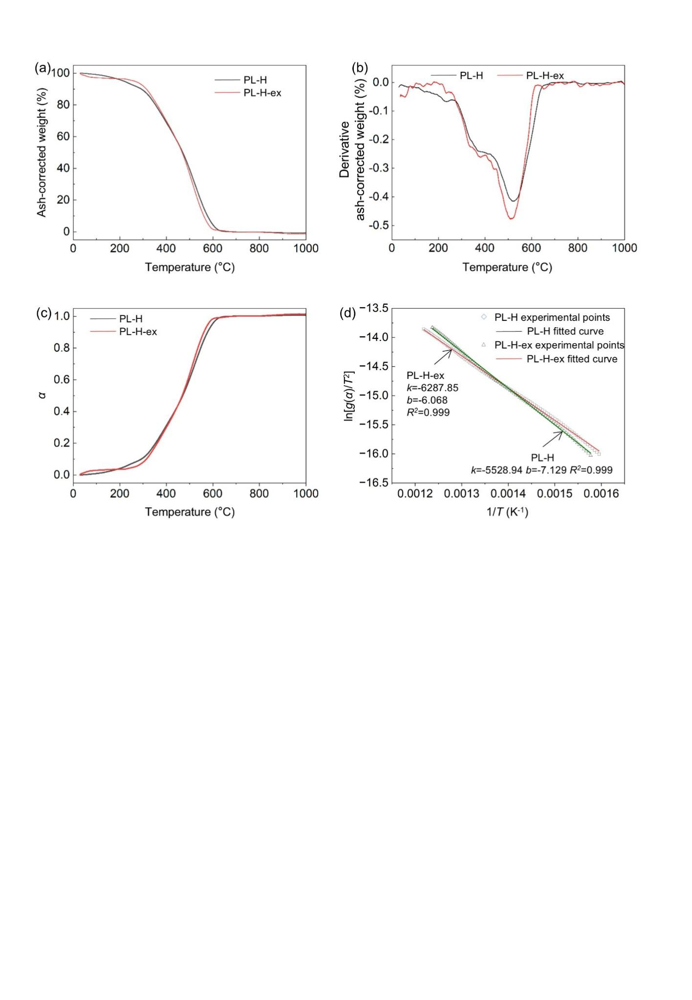 (a)
100
80
60
40
20
0
Ash-corrected weight (%)
PL-H
PL-H-ex
0 200 400 600 800 1000
Temperature (°C)
(b)
0.0
-0.1
-0.2
-0.3
-0.4
-0.5
Derivative
ash-corrected weight (%)
PL-H PL-H-ex
0 200 400 600 800 1000
Temperature (°C)
(c)
1.0
0.8
0.6
0.4
0.2
0.0
α
PL-H
PL-H-ex
0 200 400 600 800 1000
Temperature (°C)
(d)
−13.5
−14.0
−14.5
−15.0
−15.5
−16.0
−16.5
ln[g(α)/T²]
PL-H experimental points
PL-H fitted curve
PL-H-ex experimental points
PL-H-ex fitted curve
PL-H-ex
k=-6287.85
b=-6.068
R²=0.999
PL-H
k=-5528.94 b=-7.129 R²=0.999
0.0012 0.0013 0.0014 0.0015 0.0016
1/T (K⁻¹)